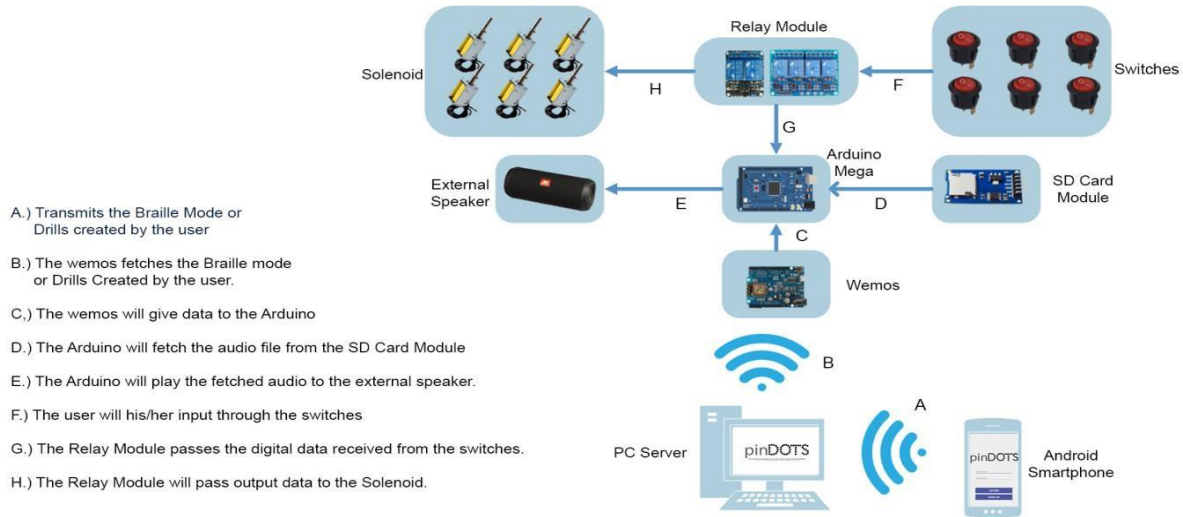 Relay Module
Solenoid
Switches
H
F
G
Arduino
Mega
External
Speaker
SD Card
Module
E
D
A.) Transmits the Braille Mode or
Drills created by the user
C
B.) The wemos fetches the Braille mode
or Drills Created by the user.
Wemos
C,) The wemos will give data to the Arduino
D.) The Arduino will fetch the audio file from the SD Card Module
B
E.) The Arduino will play the fetched audio to the external speaker.
A
F.) The user will his/her input through the switches
G.) The Relay Module passes the digital data received from the switches.
PC Server
pinDOTS
pinDOTS
Android
Smartphone
H.) The Relay Module will pass output data to the Solenoid.